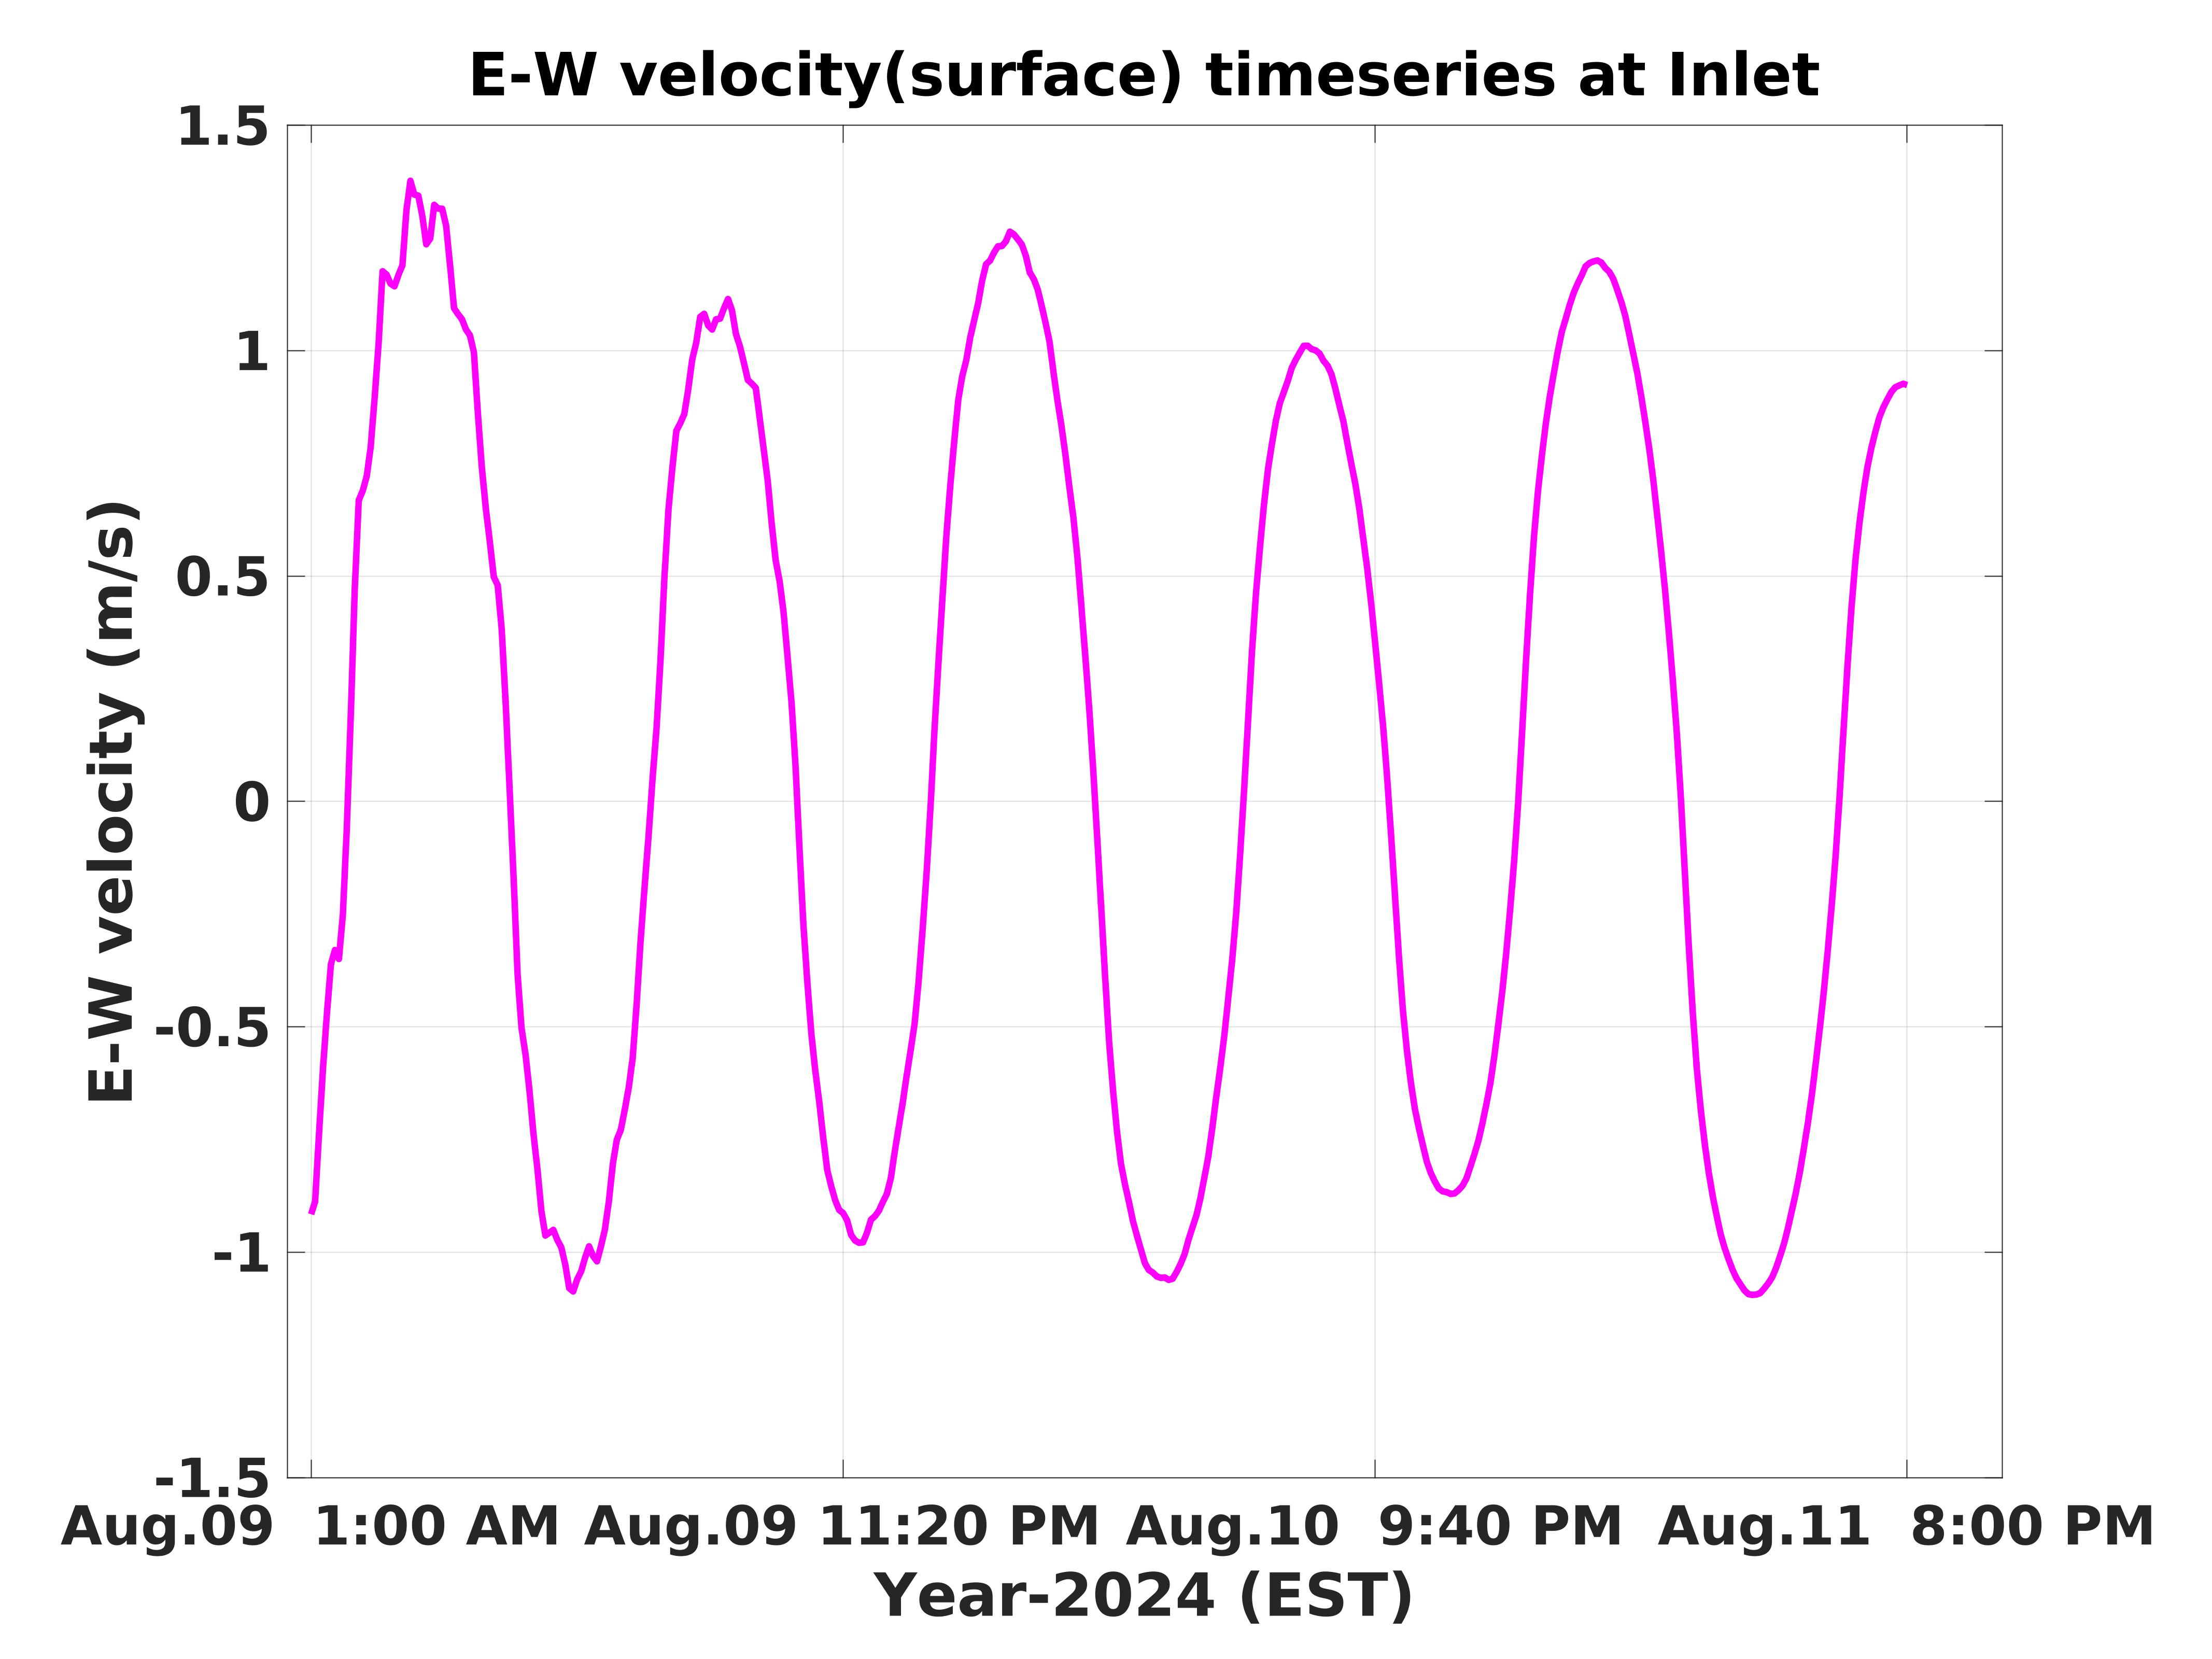 E-W velocity(surface) timeseries at Inlet
E-W velocity (m/s)
1.5
1
0.5
0
-0.5
-1
-1.5
Aug.09 1:00 AM Aug.09 11:20 PM Aug.10 9:40 PM Aug.11 8:00 PM
Year-2024 (EST)